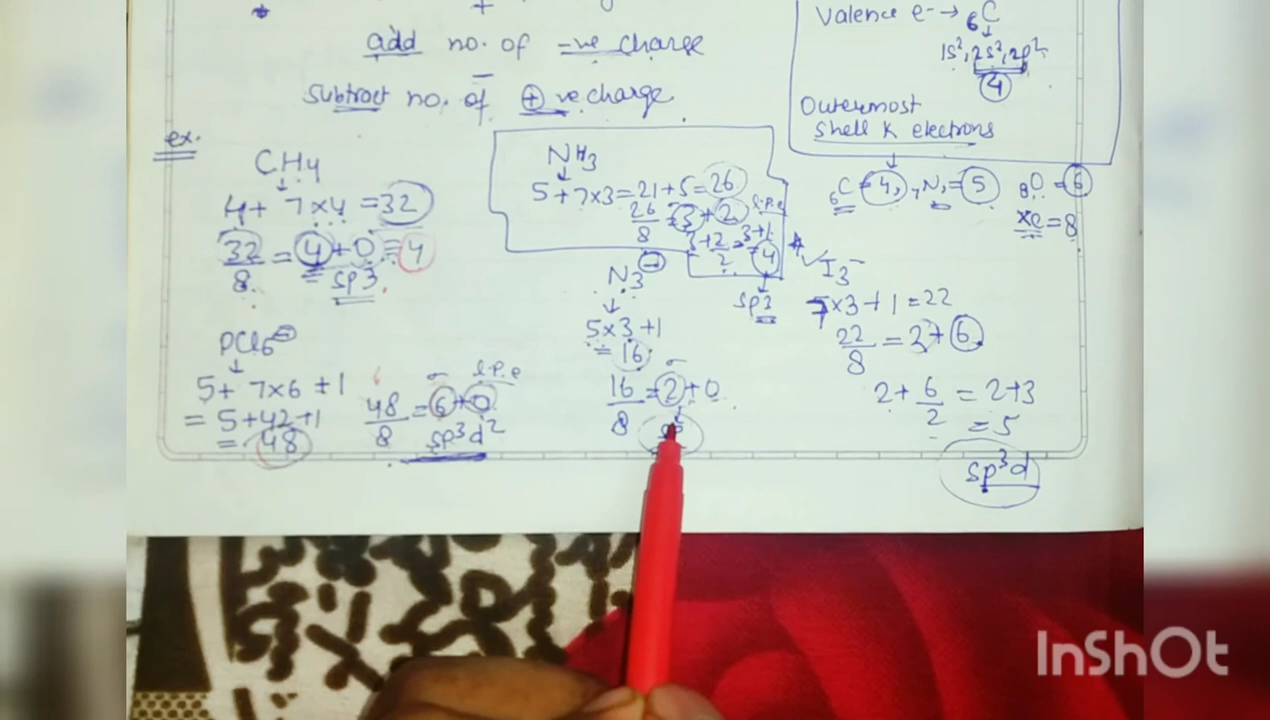 add no. of -ve charge
Subtract no. of ⊕ve charge
Valence e- → 6C
1s², 2s², 2p²
4
Outermost
shell K electrons
6C = 4, 7N, = 5 8O = 6
Xe = 8
ex.
CH4
4 + 7×4 = 32
32/8 = 4 + 0 = 4
sp3
NH3
5 + 7×3 = 21 + 5 = 26
26/8 = 3 + 2 l.p.e
3 + 2/2 = 3+1
4
sp3
PCl6⊖
5 + 7×6 + 1
= 5 + 42 + 1
= 48
48/8 = 6 + 0
σ l.p.e
sp³d²
N3⊖
5×3 + 1
= 16
σ
16/8 = 2 + 0
I3⁻
7×3 + 1 = 22
22/8 = 3 + 6
2 + 6/2 = 2+3
= 5
sp³d
InShOt